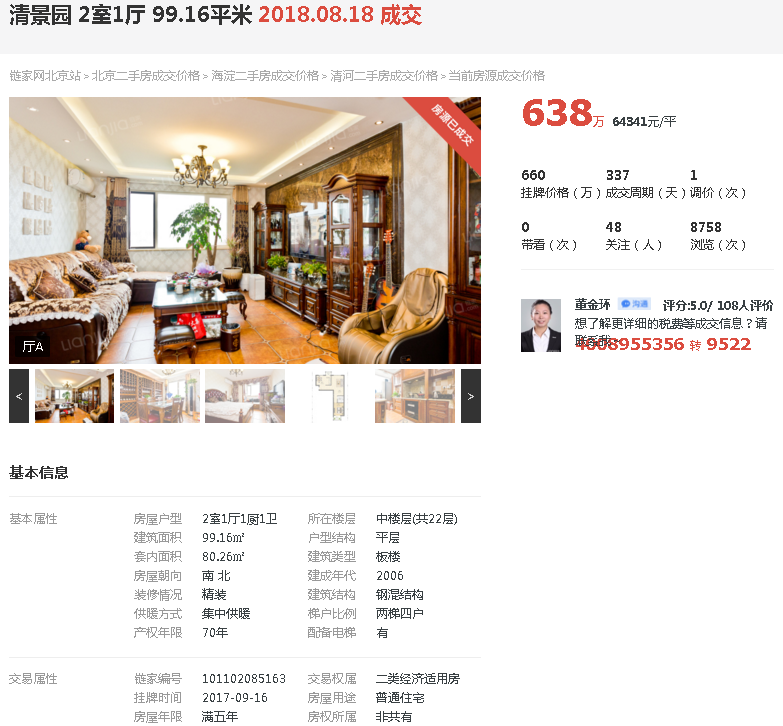 清景园 2室1厅 99.16平米 2018.08.18 成交
链家网北京站 > 北京二手房成交价格 > 海淀二手房成交价格 > 清河二手房成交价格 > 当前房源成交价格
房源已成交
638万 64341元/平
660 337 1
挂牌价格（万） 成交周期（天） 调价（次）
0 48 8758
带看（次） 关注（人） 浏览（次）
董金环 沟通 评分:5.0/ 108人评价
想了解更详细的税费等成交信息？请
4008955356 转 9522
厅A
< >
基本信息
基本属性 房屋户型 2室1厅1厨1卫 所在楼层 中楼层(共22层)
建筑面积 99.16㎡ 户型结构 平层
套内面积 80.26㎡ 建筑类型 板楼
房屋朝向 南 北 建成年代 2006
装修情况 精装 建筑结构 钢混结构
供暖方式 集中供暖 梯户比例 两梯四户
产权年限 70年 配备电梯 有
交易属性 链家编号 101102085163 交易权属 二类经济适用房
挂牌时间 2017-09-16 房屋用途 普通住宅
房屋年限 满五年 房权所属 非共有